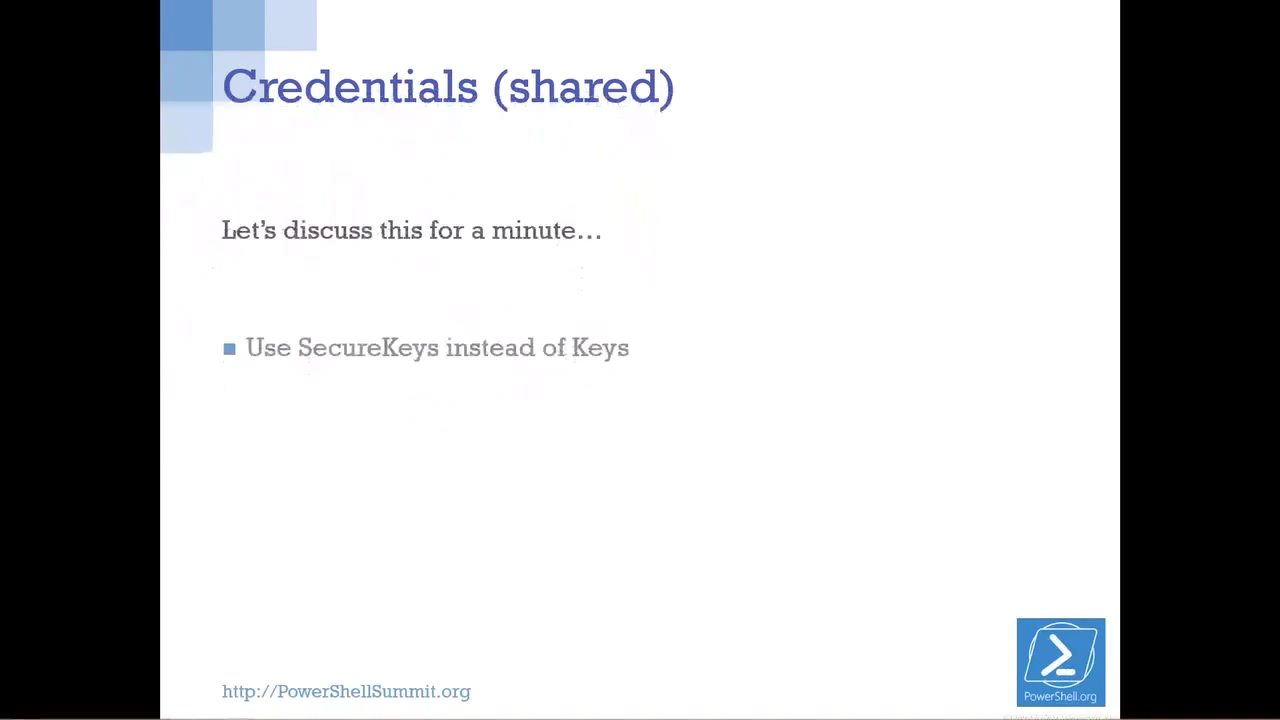 Credentials (shared)
Let's discuss this for a minute…
Use SecureKeys instead of Keys
http://PowerShellSummit.org
PowerShell.org